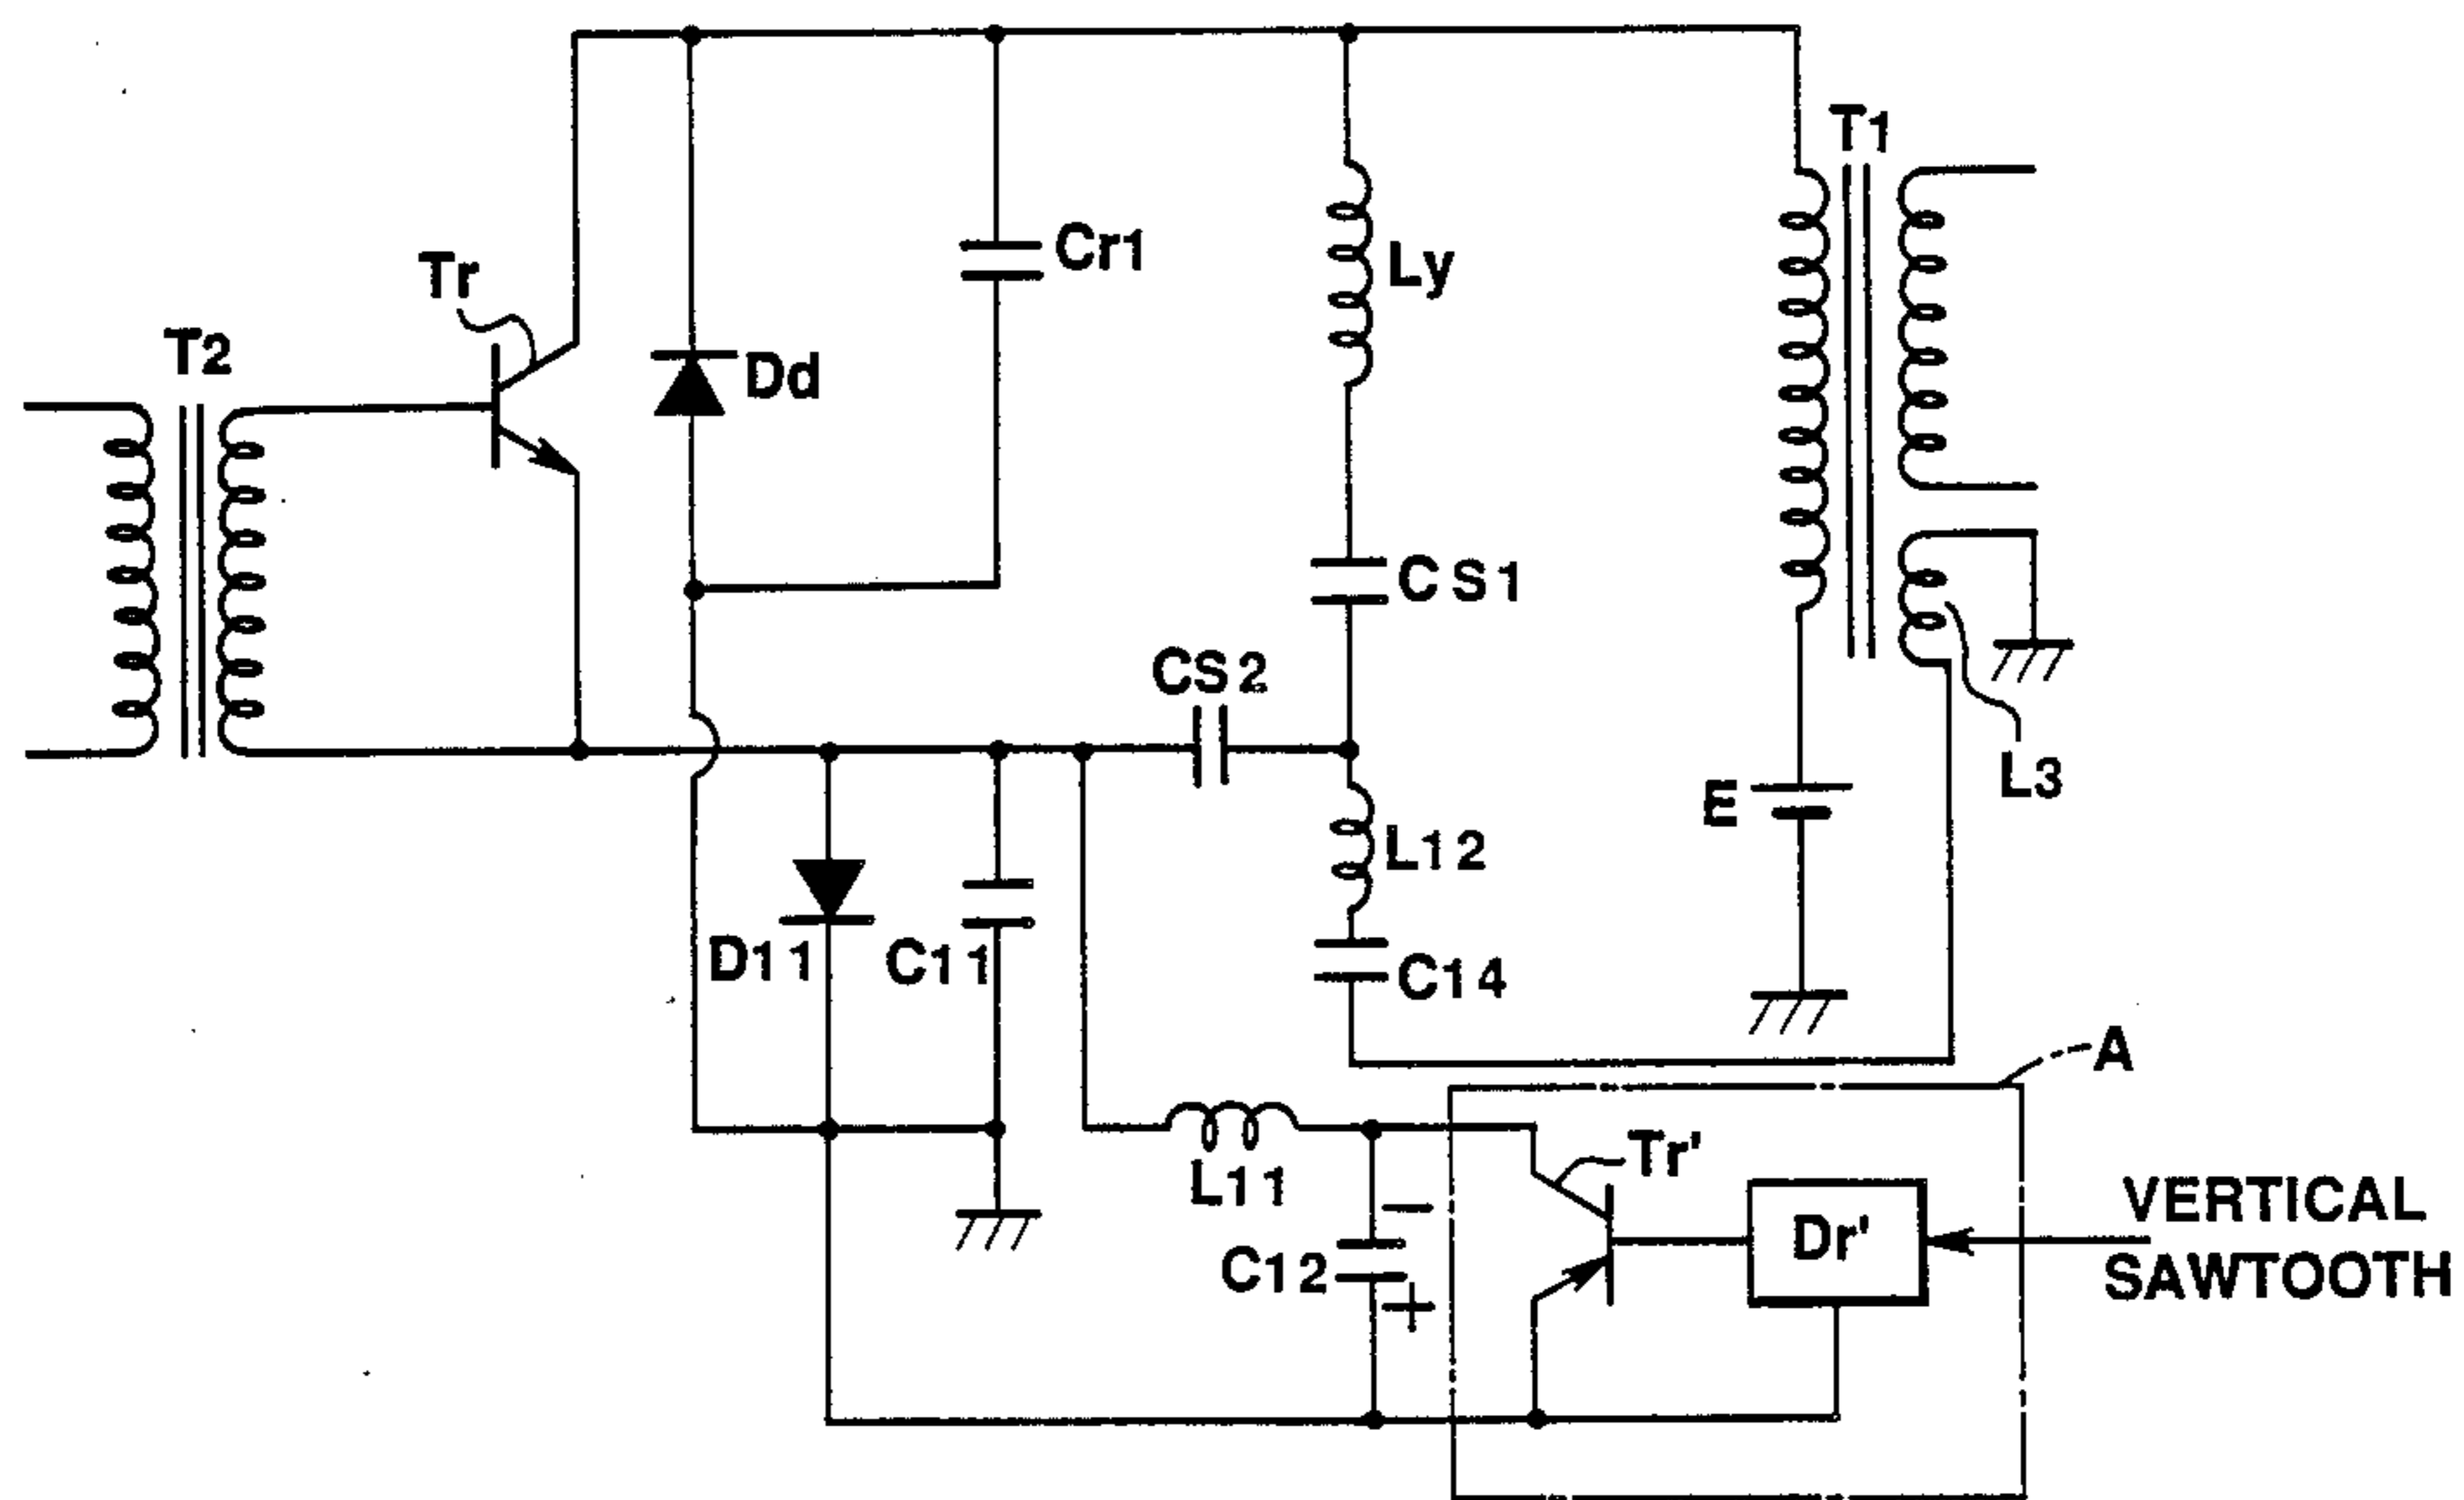 T1
Tr
Cr1
Ly
T2
Dd
CS1
CS2
L3
E
L12
D11
C11
C14
A
Tr'
L11
VERTICAL
SAWTOOTH
Dr'
−
C12
+